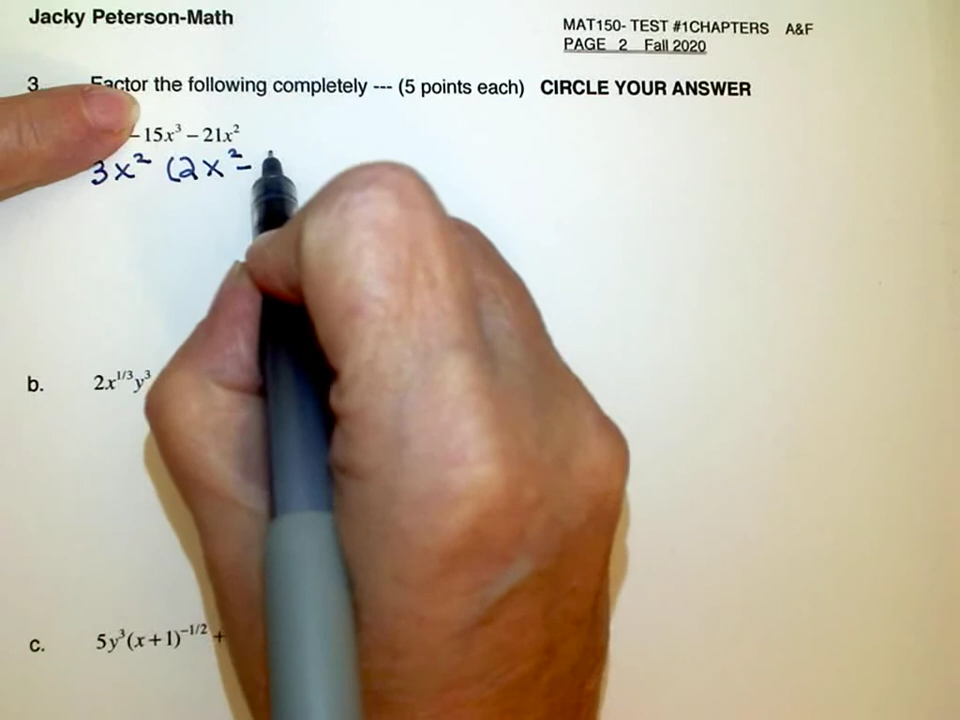 Jacky Peterson-Math
MAT150- TEST #1CHAPTERS A&F
PAGE 2 Fall 2020
3 Factor the following completely --- (5 points each) CIRCLE YOUR ANSWER
– 15x³ – 21x²
3x² (2x² –
b. 2x^{1/3}y³
c. 5y³(x+1)^{-1/2} +